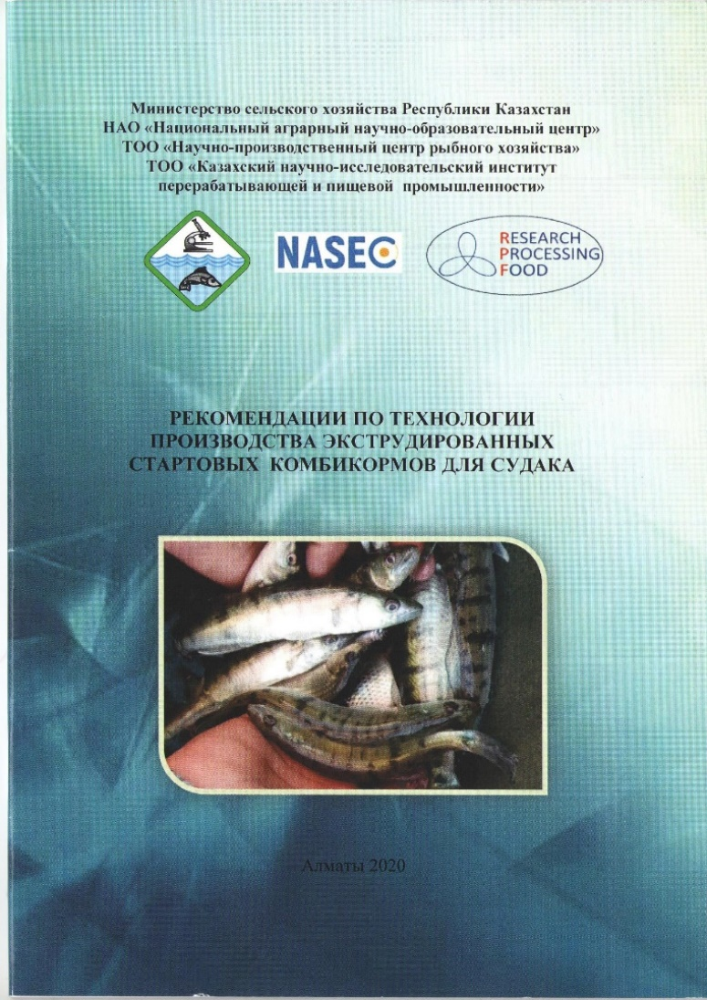 Министерство сельского хозяйства Республики Казахстан
НАО «Национальный аграрный научно-образовательный центр»
ТОО «Научно-производственный центр рыбного хозяйства»
ТОО «Казахский научно-исследовательский институт
перерабатывающей и пищевой промышленности»
NASEC
RESEARCH
PROCESSING
FOOD
РЕКОМЕНДАЦИИ ПО ТЕХНОЛОГИИ
ПРОИЗВОДСТВА ЭКСТРУДИРОВАННЫХ
СТАРТОВЫХ КОМБИКОРМОВ ДЛЯ СУДАКА
Алматы 2020